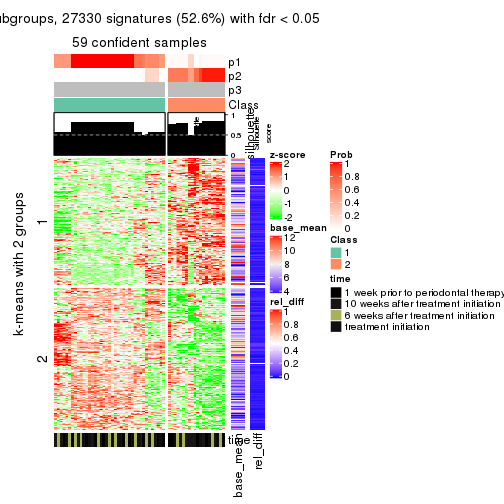 ubgroups, 27330 signatures (52.6%) with fdr < 0.05
59 confident samples
p1
p2
p3
Class
1
0.5
0
silhouette
score
k-means with 2 groups
1
2
time
base_mean
rel_diff
z-score
2
1
0
-1
-2
base_mean
12
10
8
6
4
rel_diff
1
0.8
0.6
0.4
0.2
0
Prob
1
0.8
0.6
0.4
0.2
0
Class
1
2
time
1 week prior to periodontal therapy
10 weeks after treatment initiation
6 weeks after treatment initiation
treatment initiation